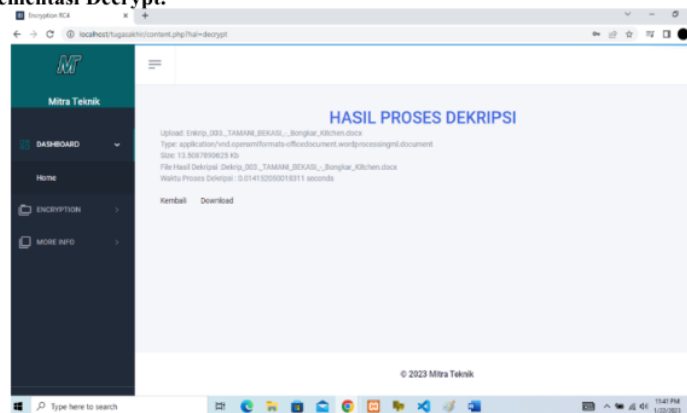 ementasi Decrypt.
Encryption RC4
localhost/tugasakhir/content.php?hal=decrypt
MT
Mitra Teknik
DASHBOARD
Home
ENCRYPTION
MORE INFO
HASIL PROSES DEKRIPSI
Upload: Enkrip_003._TAMANI_BEKASI_-_Bongkar_Kitchen.docx
Type: application/vnd.openxmlformats-officedocument.wordprocessingml.document
Size: 13.5087890625 Kb
File Hasil Dekripsi :Dekrip_003._TAMANI_BEKASI_-_Bongkar_Kitchen.docx
Waktu Proses Dekripsi : 0.014152050018311 seconds
Kembali Download
© 2023 Mitra Teknik
Type here to search
11:41 PM